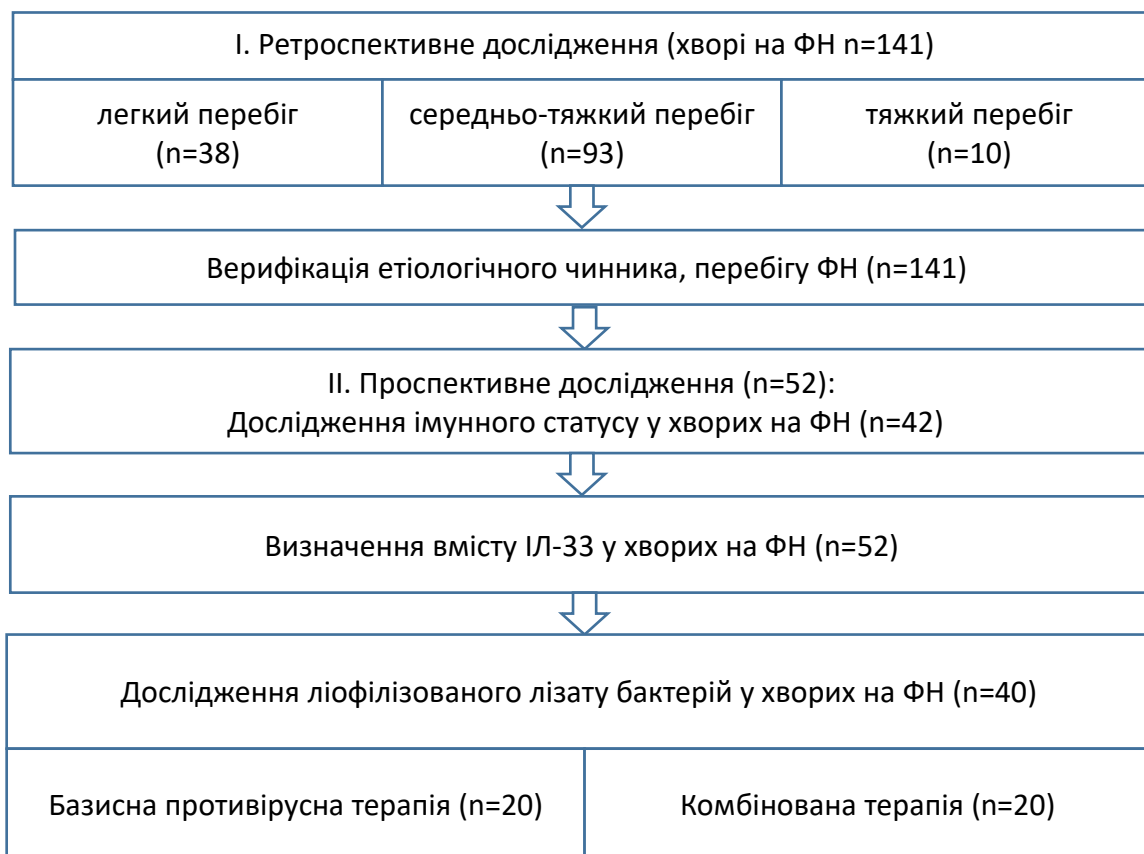 І. Ретроспективне дослідження (хворі на ФН n=141)
легкий перебіг
(n=38)
середньо-тяжкий перебіг
(n=93)
тяжкий перебіг
(n=10)
Верифікація етіологічного чинника, перебігу ФН (n=141)
ІІ. Проспективне дослідження (n=52):
Дослідження імунного статусу у хворих на ФН (n=42)
Визначення вмісту ІЛ-33 у хворих на ФН (n=52)
Дослідження ліофілізованого лізату бактерій у хворих на ФН (n=40)
Базисна противірусна терапія (n=20)
Комбінована терапія (n=20)